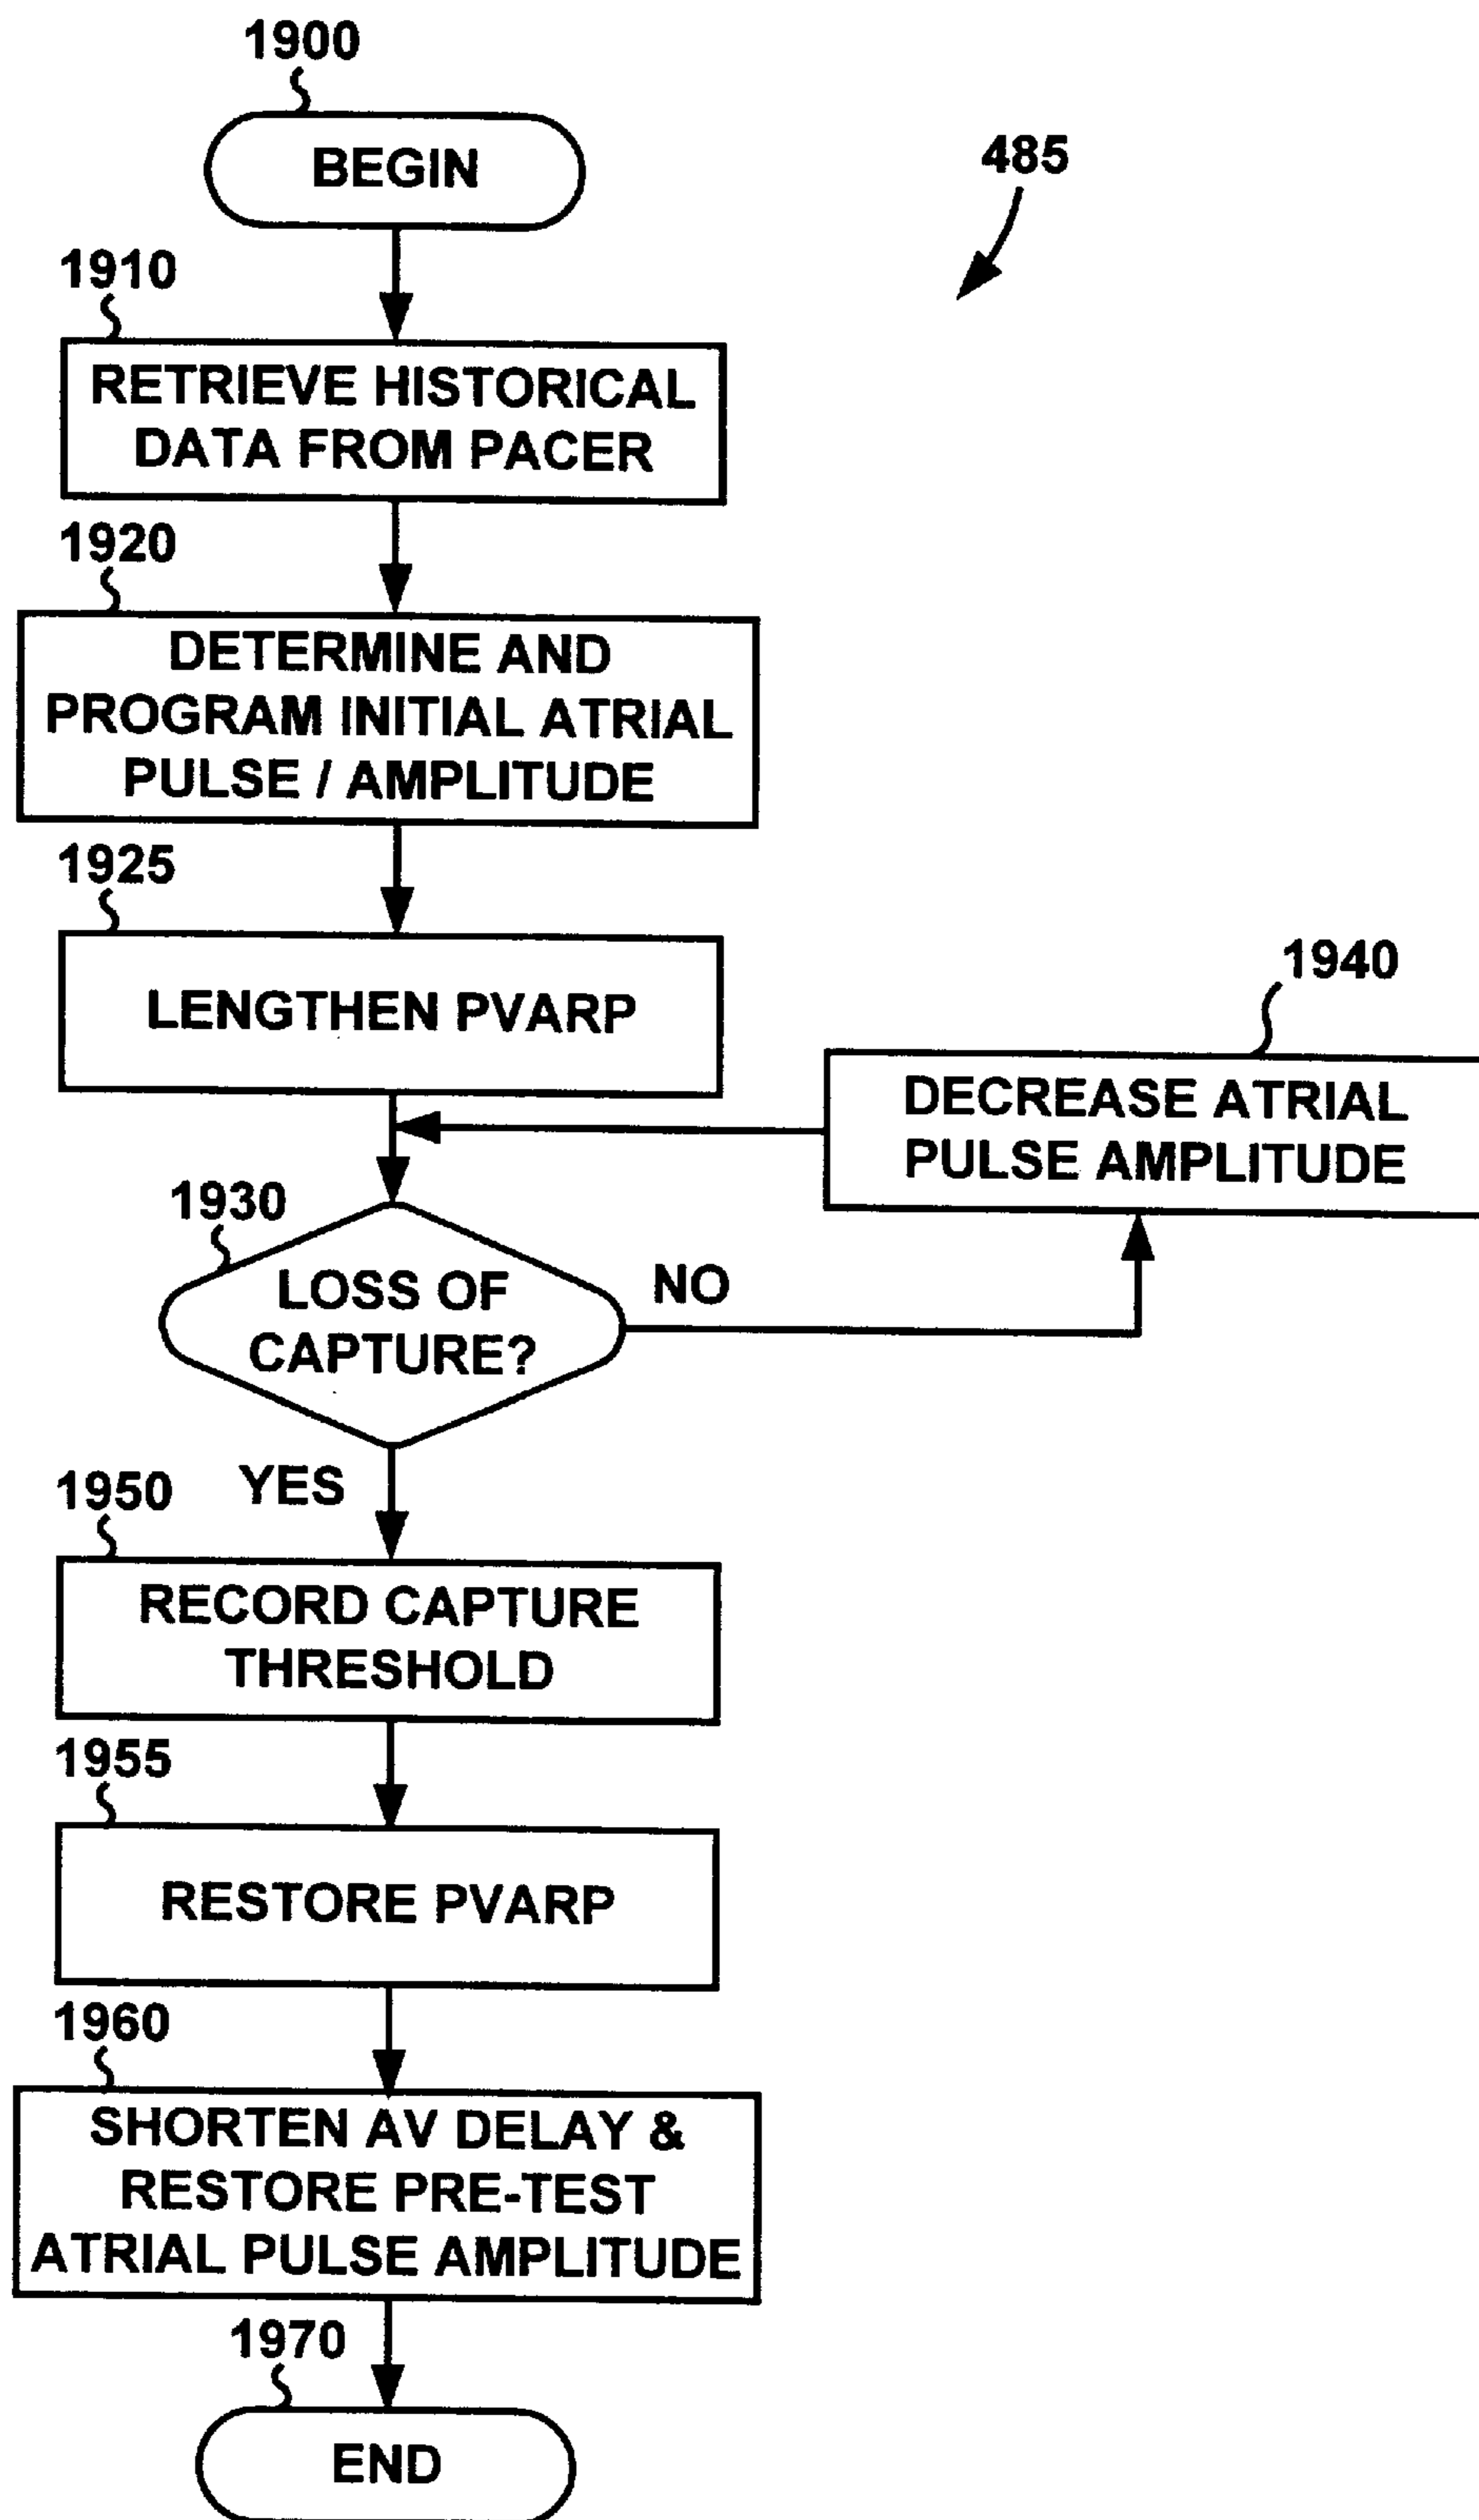 1900
BEGIN
485
1910
RETRIEVE HISTORICAL
DATA FROM PACER
1920
DETERMINE AND
PROGRAM INITIAL ATRIAL
PULSE / AMPLITUDE
1925
LENGTHEN PVARP
1940
DECREASE ATRIAL
PULSE AMPLITUDE
1930
LOSS OF
CAPTURE?
NO
YES
1950
RECORD CAPTURE
THRESHOLD
1955
RESTORE PVARP
1960
SHORTEN AV DELAY &
RESTORE PRE-TEST
ATRIAL PULSE AMPLITUDE
1970
END